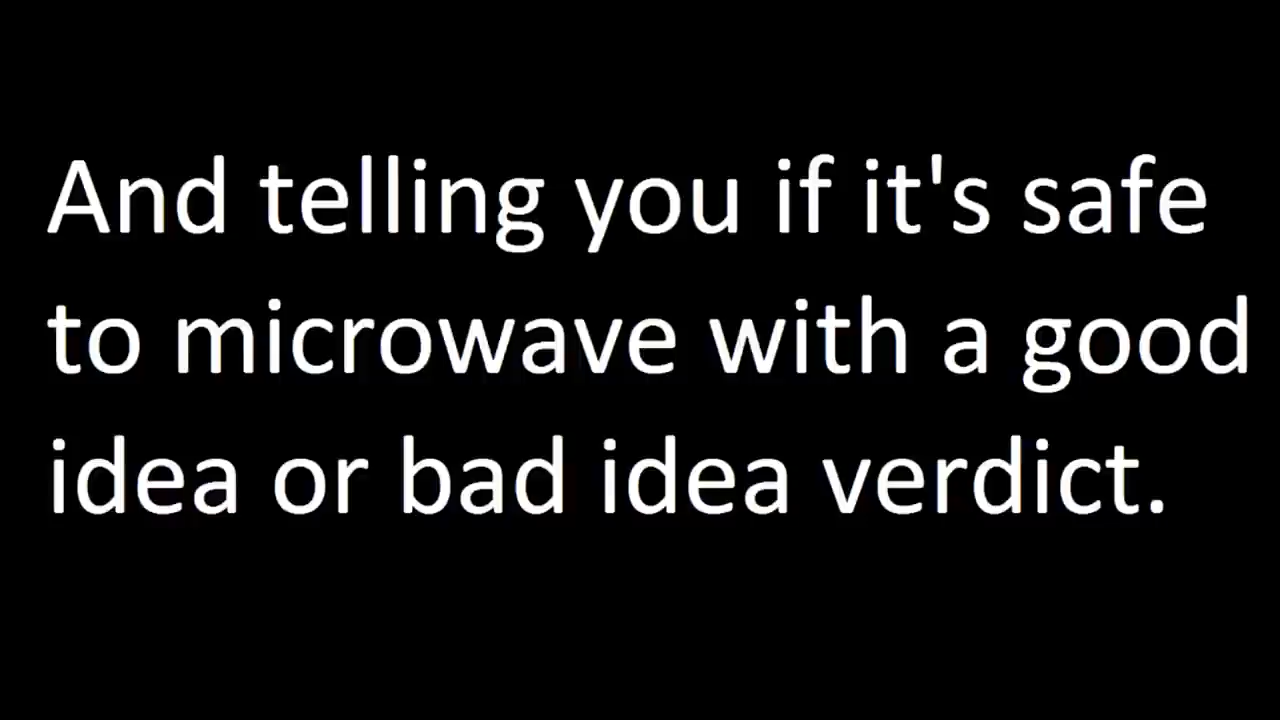 And telling you if it's safe
to microwave with a good
idea or bad idea verdict.